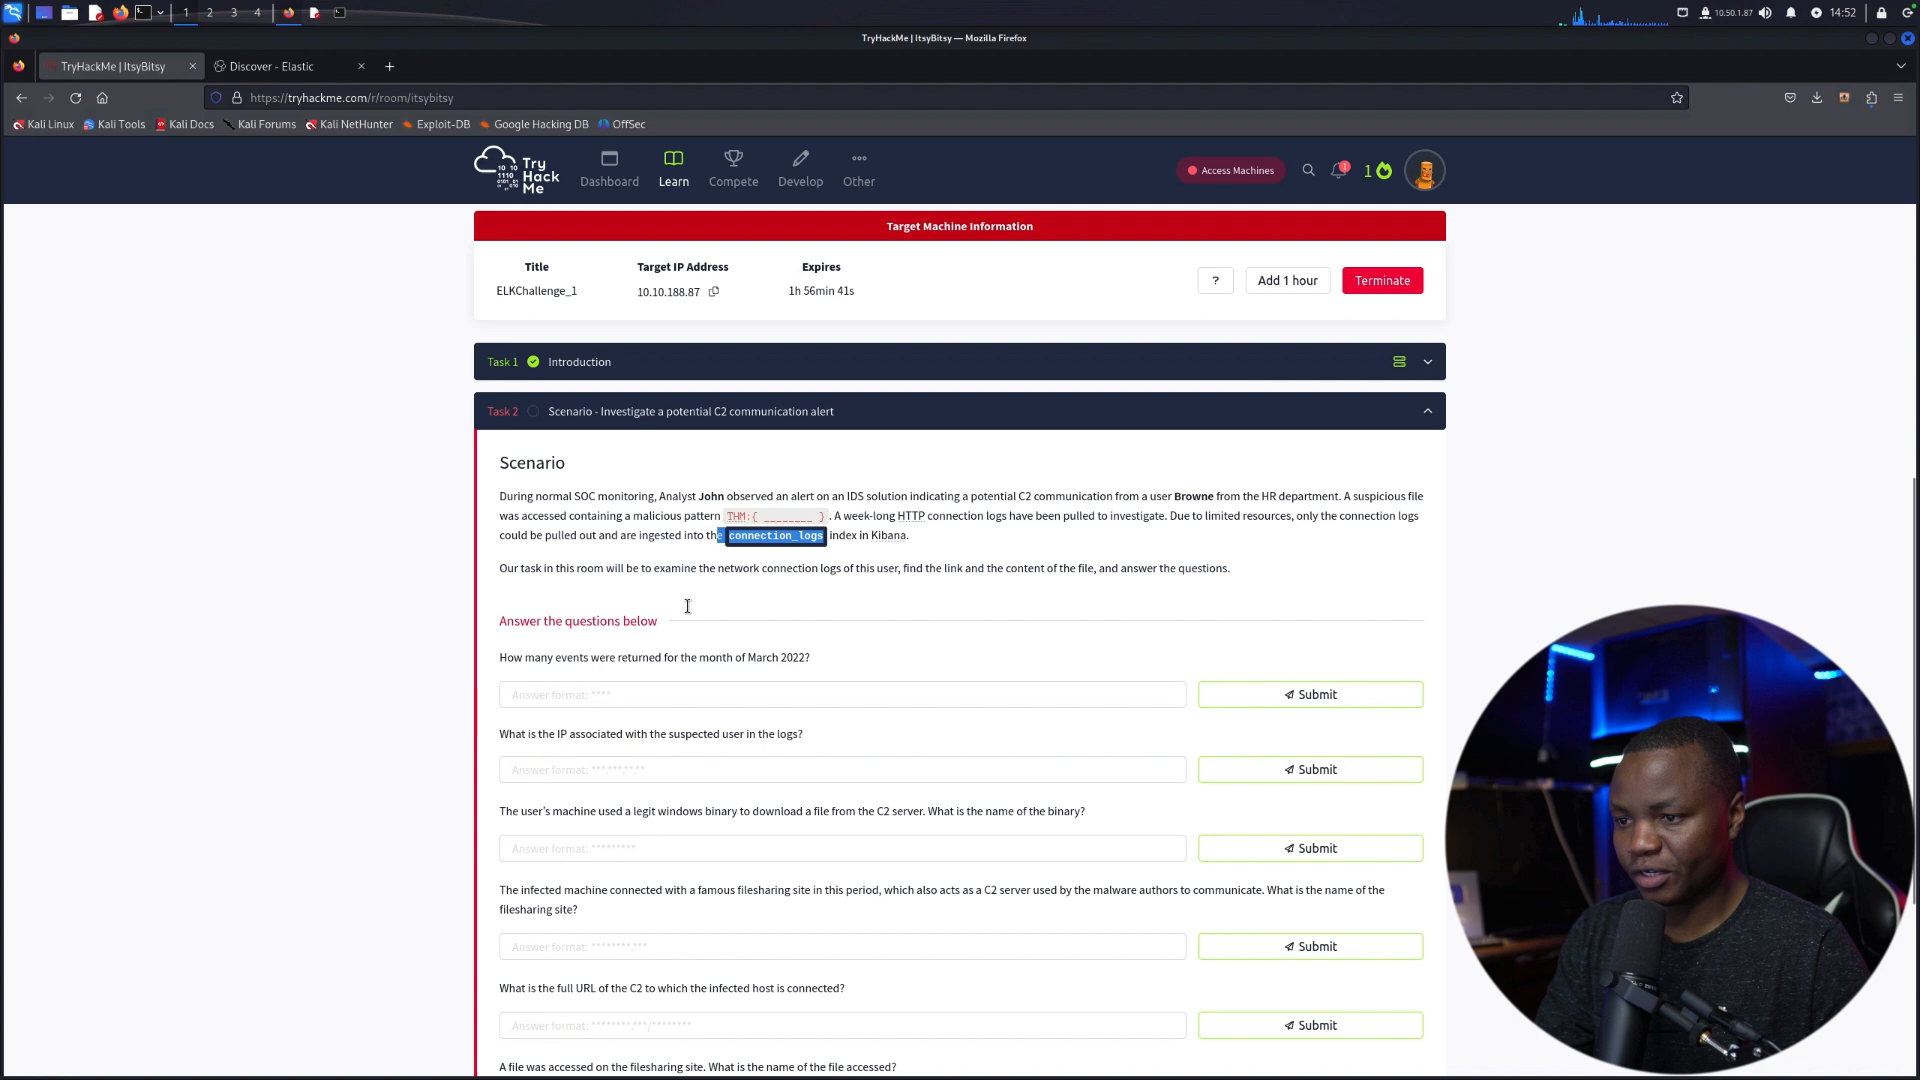 1 2 3 4
10.50.1.87
14:52
TryHackMe | ItsyBitsy — Mozilla Firefox
TryHackMe | ItsyBitsy
Discover - Elastic
https://tryhackme.com/r/room/itsybitsy
Kali Linux Kali Tools Kali Docs Kali Forums Kali NetHunter Exploit-DB Google Hacking DB OffSec
Try Hack Me
Dashboard Learn Compete Develop Other
Access Machines
1
Target Machine Information
Title Target IP Address Expires
ELKChallenge_1 10.10.188.87 1h 56min 41s
? Add 1 hour Terminate
Task 1 Introduction
Task 2 Scenario - Investigate a potential C2 communication alert
Scenario
During normal SOC monitoring, Analyst John observed an alert on an IDS solution indicating a potential C2 communication from a user Browne from the HR department. A suspicious file
was accessed containing a malicious pattern THM:{ ________ }. A week-long HTTP connection logs have been pulled to investigate. Due to limited resources, only the connection logs
could be pulled out and are ingested into the connection_logs index in Kibana.
Our task in this room will be to examine the network connection logs of this user, find the link and the content of the file, and answer the questions.
Answer the questions below
How many events were returned for the month of March 2022?
Answer format: ****
Submit
What is the IP associated with the suspected user in the logs?
Answer format: ***.***.**.**
Submit
The user’s machine used a legit windows binary to download a file from the C2 server. What is the name of the binary?
Answer format: *********
Submit
The infected machine connected with a famous filesharing site in this period, which also acts as a C2 server used by the malware authors to communicate. What is the name of the
filesharing site?
Answer format: ********.***
Submit
What is the full URL of the C2 to which the infected host is connected?
Answer format: ********.***/********
Submit
A file was accessed on the filesharing site. What is the name of the file accessed?